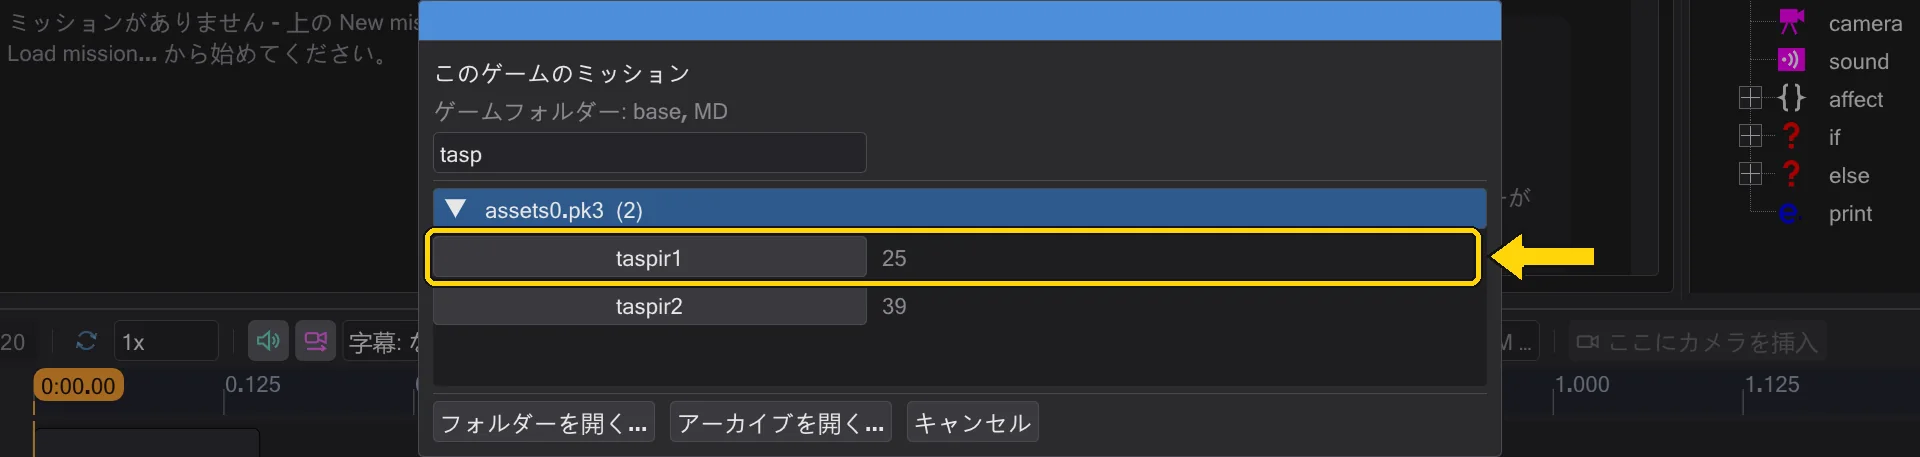 ミッションがありません - 上の New mis
Load mission... から始めてください。
このゲームのミッション
ゲームフォルダー: base, MD
tasp
assets0.pk3 (2)
taspir1 25
taspir2 39
フォルダーを開く...
アーカイブを開く...
キャンセル
camera
sound
affect
if
else
print
が
20
1x
字幕: な
M ...
ここにカメラを挿入
0:00.00
0.125
1.000
1.125